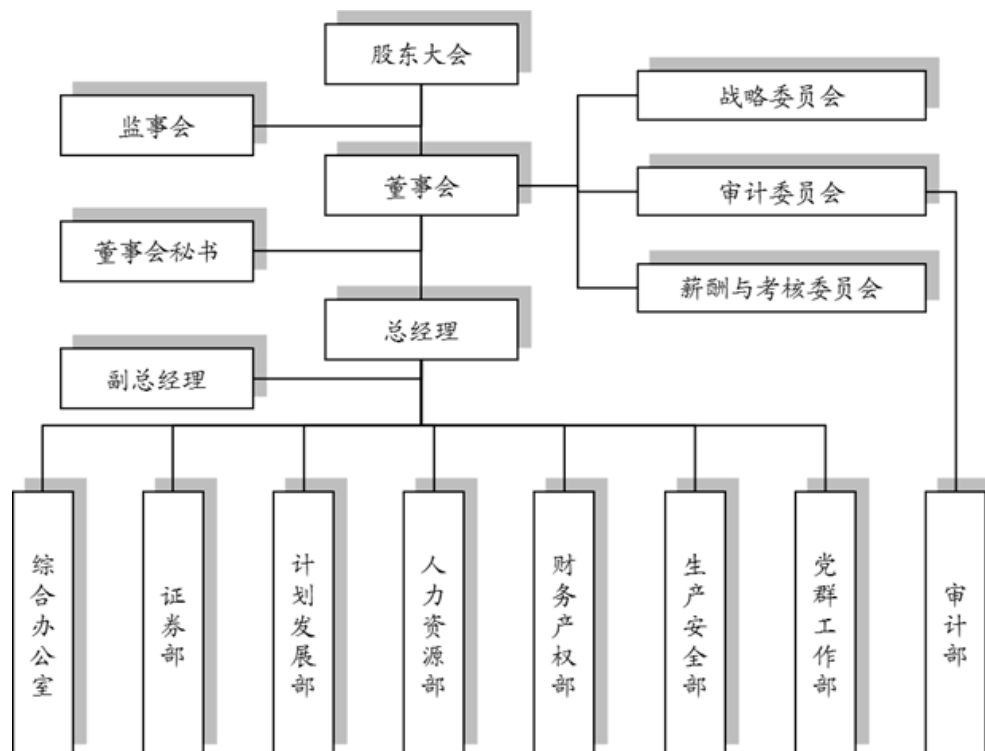 股东大会
战略委员会
监事会
董事会
审计委员会
董事会秘书
薪酬与考核委员会
总经理
副总经理
综合办公室
证券部
计划发展部
人力资源部
财务产权部
生产安全部
党群工作部
审计部